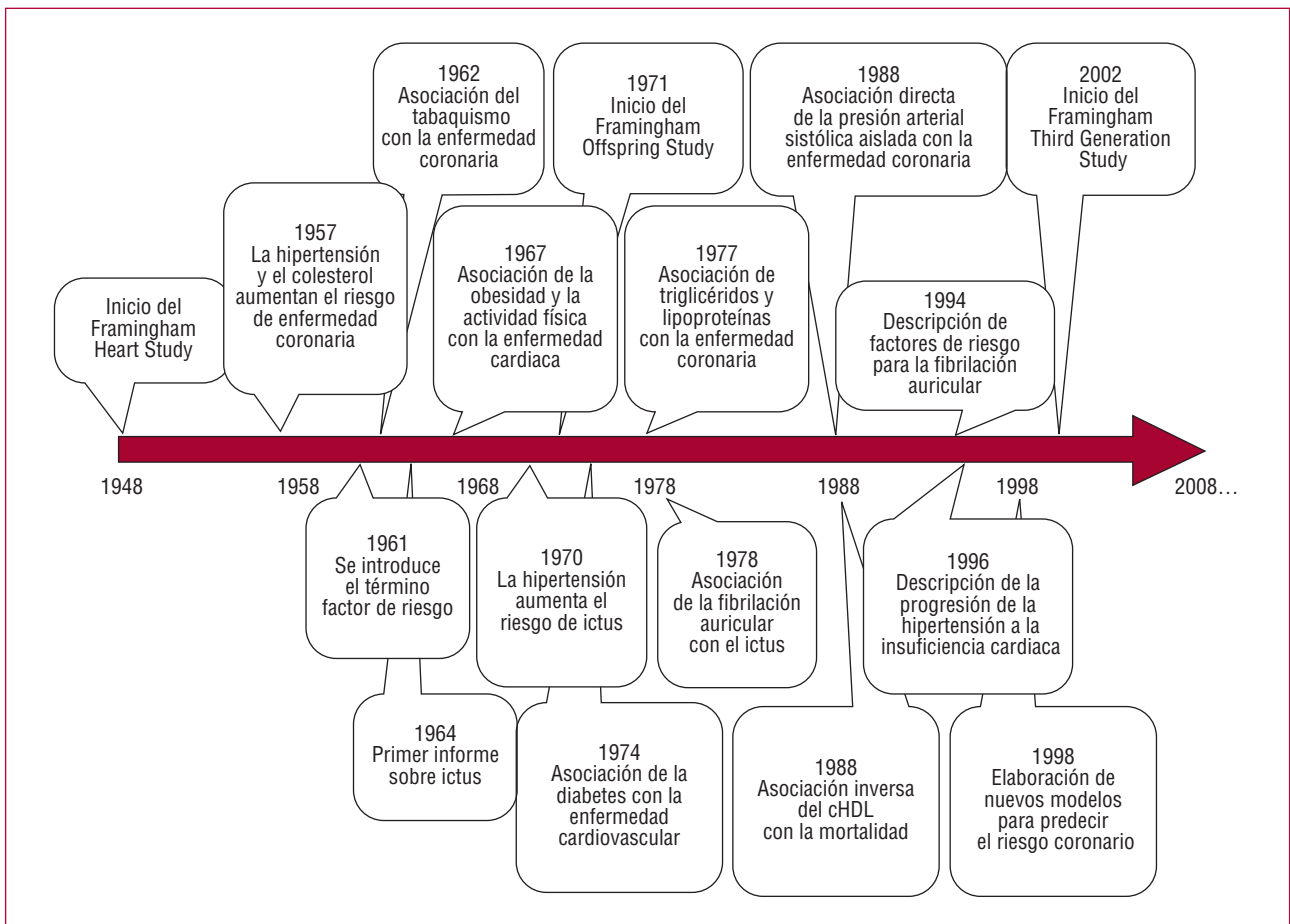 1962
Asociación del
tabaquismo
con la enfermedad
coronaria
1971
Inicio del
Framingham
Offspring Study
1988
Asociación directa
de la presión arterial
sistólica aislada con la
enfermedad coronaria
2002
Inicio del
Framingham
Third Generation
Study
Inicio del
Framingham
Heart Study
1957
La hipertensión
y el colesterol
aumentan el riesgo
de enfermedad
coronaria
1967
Asociación de la
obesidad y la
actividad física
con la enfermedad
cardiaca
1977
Asociación de
triglicéridos y
lipoproteínas
con la enfermedad
coronaria
1994
Descripción de
factores de riesgo
para la fibrilación
auricular
1948 1958 1968 1978 1988 1998 2008...
1961
Se introduce
el término
factor de riesgo
1970
La hipertensión
aumenta el
riesgo de ictus
1978
Asociación
de la fibrilación
auricular
con el ictus
1996
Descripción de la
progresión de la
hipertensión a la
insuficiencia cardiaca
1964
Primer informe
sobre ictus
1974
Asociación de la
diabetes con la
enfermedad
cardiovascular
1988
Asociación inversa
del cHDL
con la mortalidad
1998
Elaboración de
nuevos modelos
para predecir
el riesgo coronario